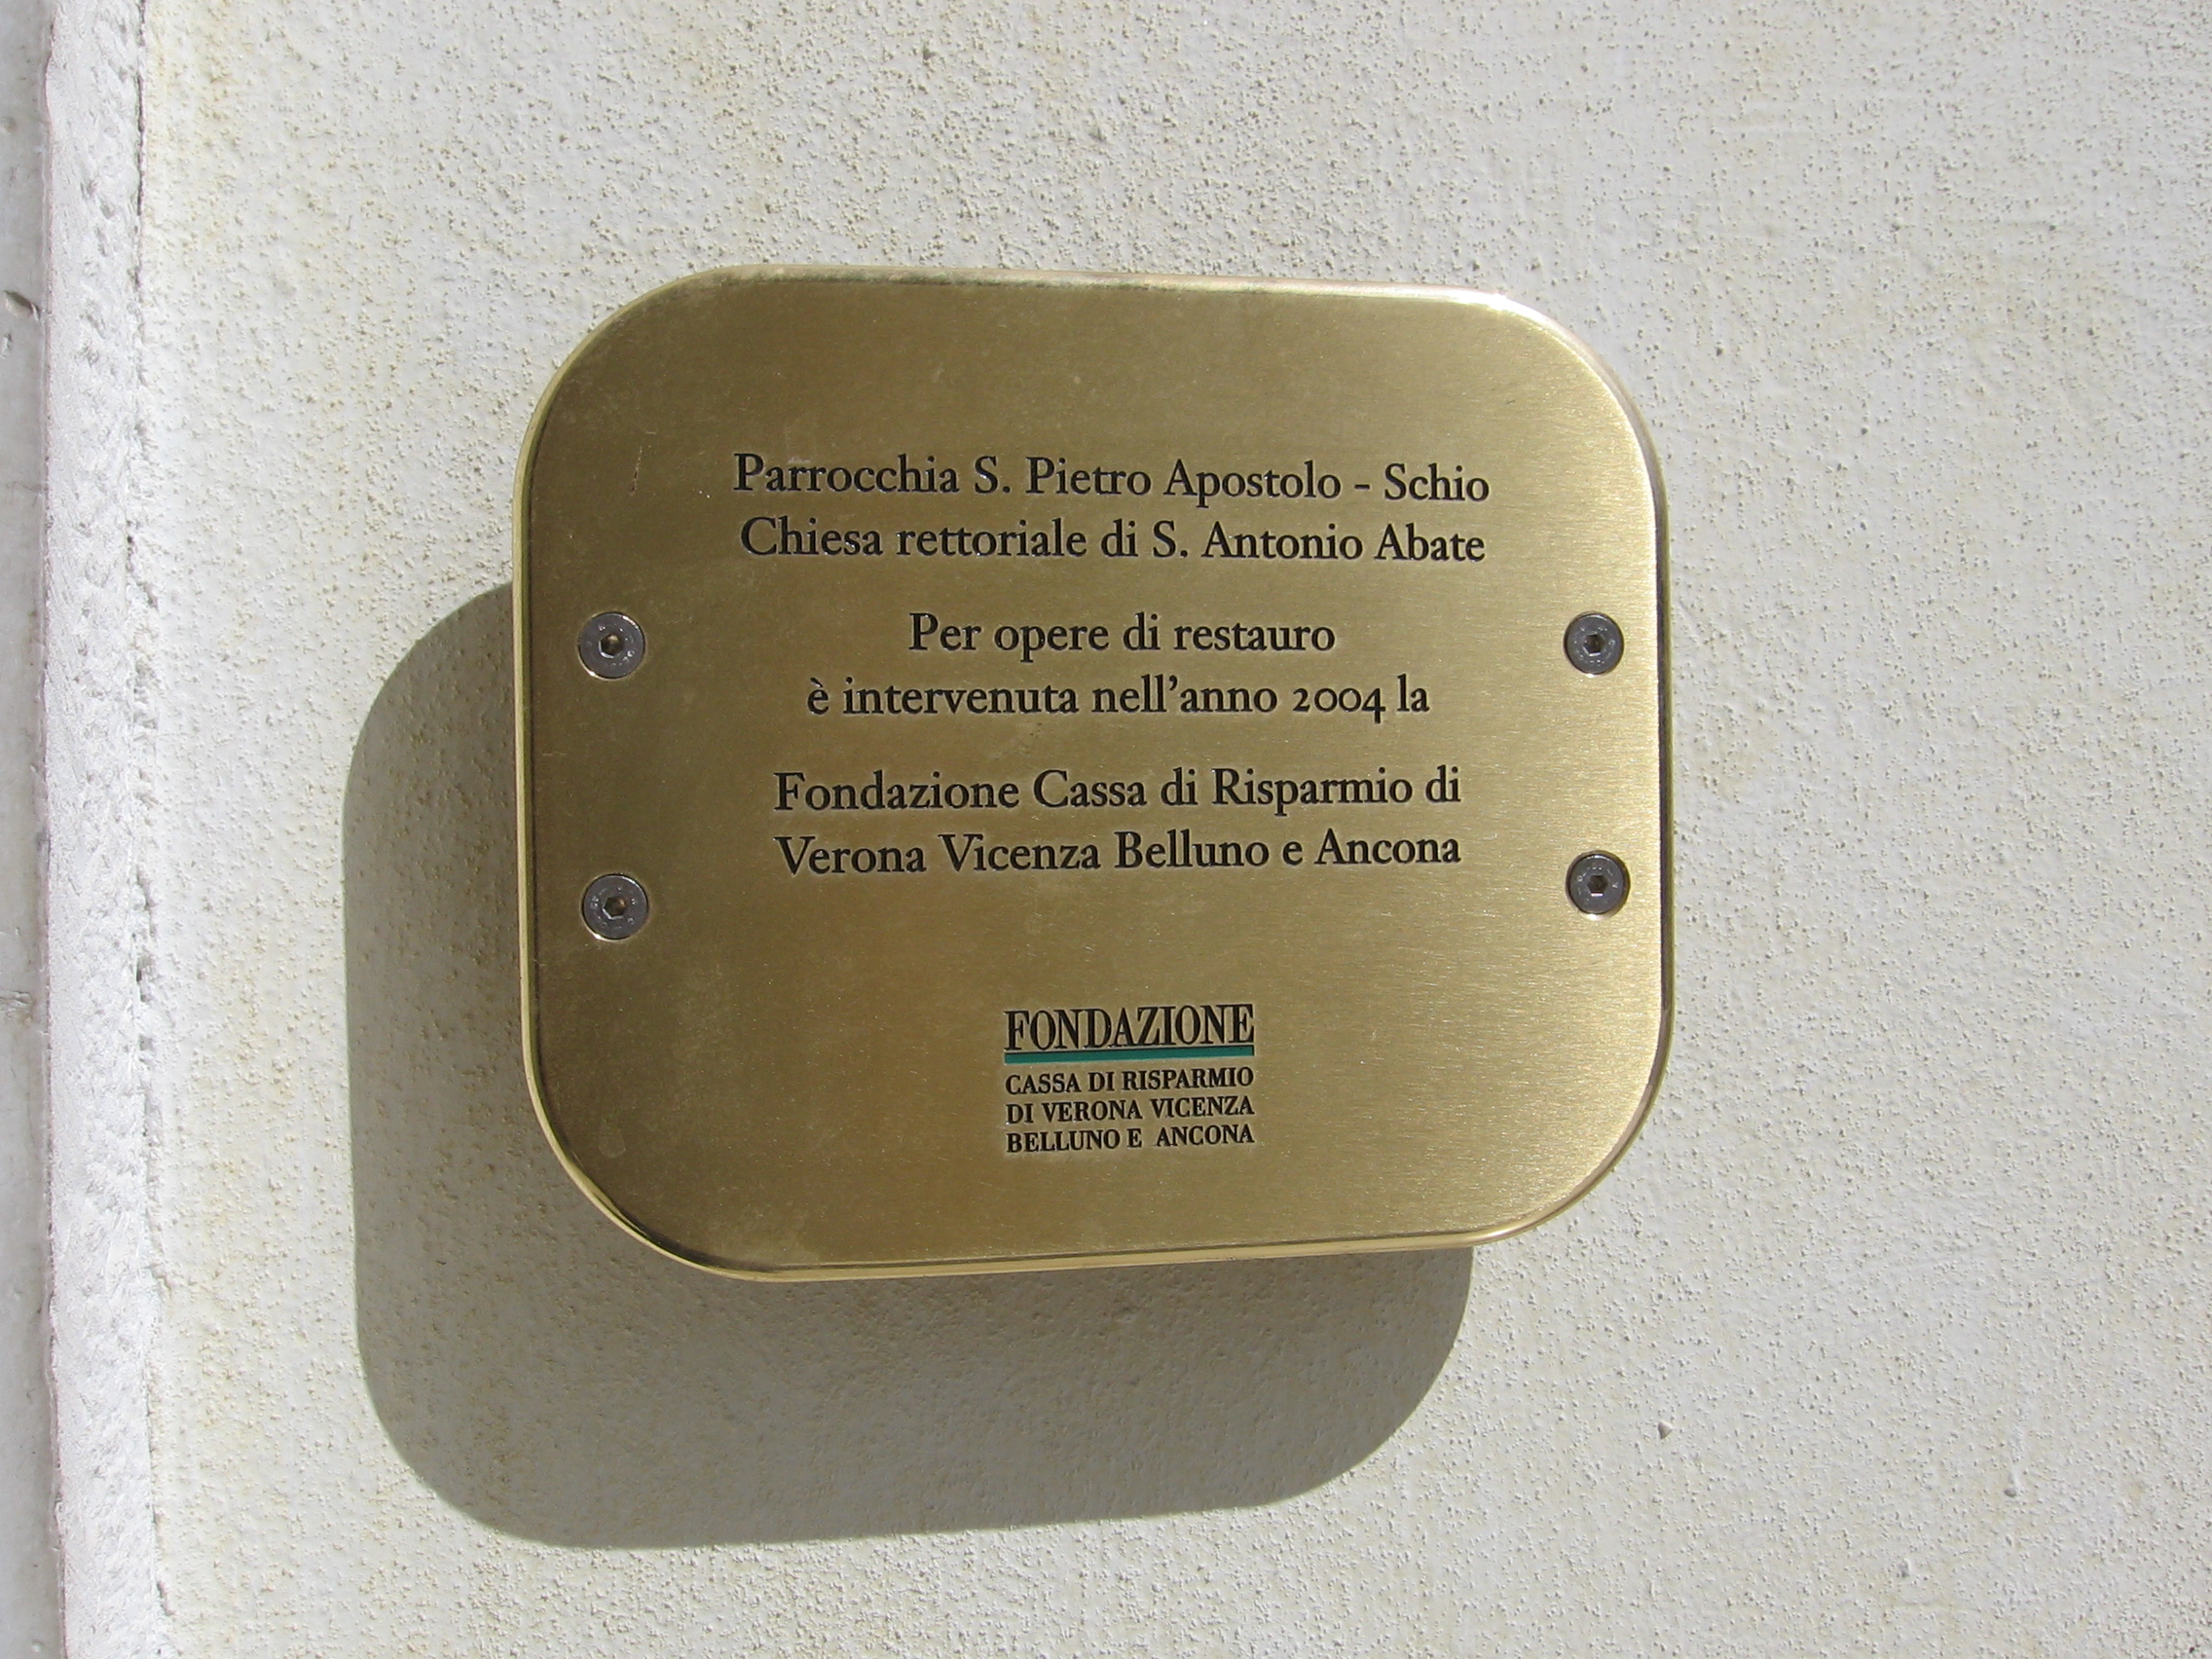 Parrocchia S. Pietro Apostolo - Schio
Chiesa rettoriale di S. Antonio Abate
Per opere di restauro
è intervenuta nell'anno 2004 la
Fondazione Cassa di Risparmio di
Verona Vicenza Belluno e Ancona
FONDAZIONE
CASSA DI RISPARMIO
DI VERONA VICENZA
BELLUNO E ANCONA